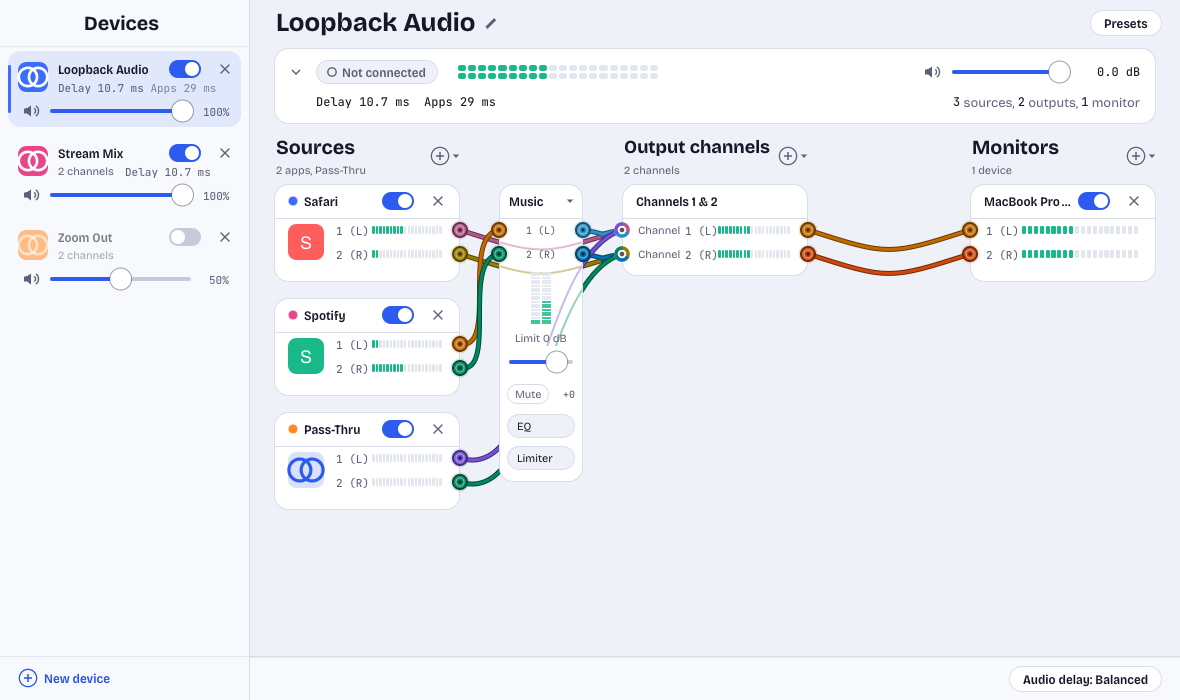 Devices
Loopback Audio
Delay 10.7 ms Apps 29 ms
100%
Stream Mix
2 channels Delay 10.7 ms
100%
Zoom Out
2 channels
50%
New device
Loopback Audio
Presets
Not connected
0.0 dB
Delay 10.7 ms Apps 29 ms
3 sources, 2 outputs, 1 monitor
Sources
2 apps, Pass-Thru
Output channels
2 channels
Monitors
1 device
Safari
S
1 (L)
2 (R)
Spotify
S
1 (L)
2 (R)
Pass-Thru
1 (L)
2 (R)
Music
1 (L)
2 (R)
Limit 0 dB
Mute +0
EQ
Limiter
Channels 1 & 2
Channel 1 (L)
Channel 2 (R)
MacBook Pro...
1 (L)
2 (R)
Audio delay: Balanced